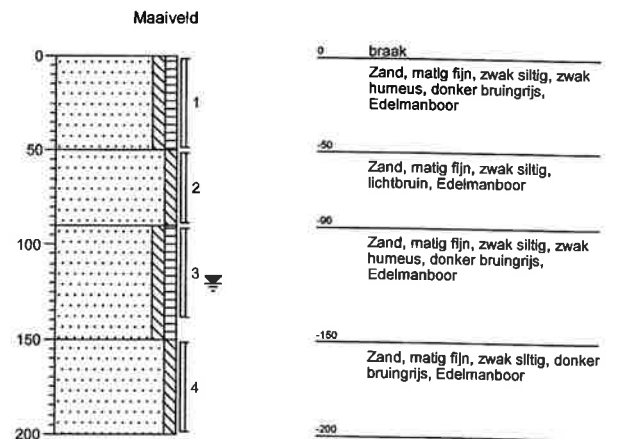 Maaiveld
0
50
100
150
200
1
2
3
4
0 braak
Zand, matig fijn, zwak siltig, zwak
humeus, donker bruingrijs,
Edelmanboor
-50
Zand, matig fijn, zwak siltig,
lichtbruin, Edelmanboor
-90
Zand, matig fijn, zwak siltig, zwak
humeus, donker bruingrijs,
Edelmanboor
-150
Zand, matig fijn, zwak siltig, donker
bruingrijs, Edelmanboor
-200